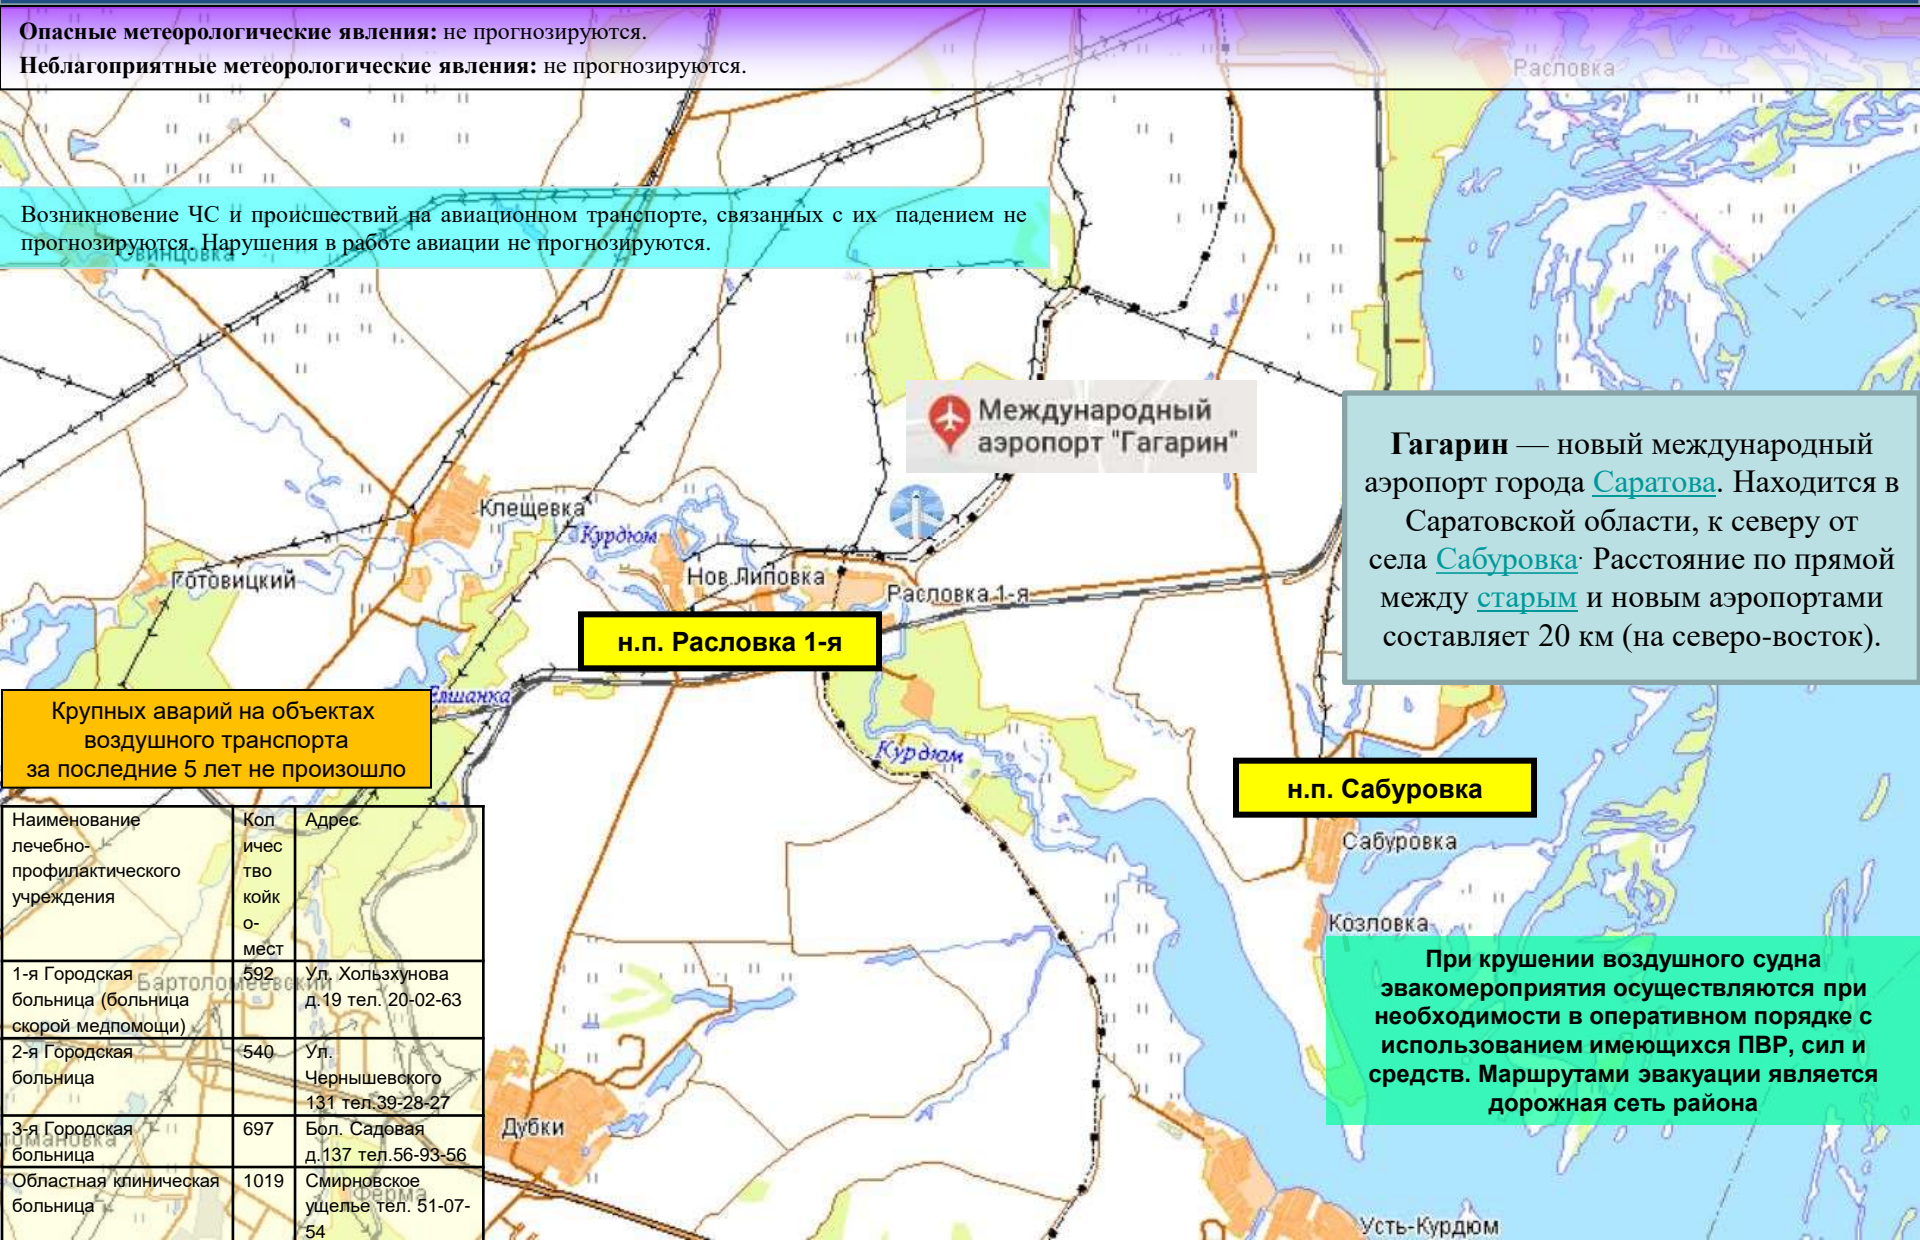 Опасные метеорологические явления: не прогнозируются.
Неблагоприятные метеорологические явления: не прогнозируются.
Расловка
Возникновение ЧС и происшествий на авиационном транспорте, связанных с их падением не
прогнозируются. Нарушения в работе авиации не прогнозируются.
Свинцовка
Международный
аэропорт "Гагарин"
Гагарин — новый международный
аэропорт города Саратова. Находится в
Саратовской области, к северу от
села Сабуровка. Расстояние по прямой
между старым и новым аэропортами
составляет 20 км (на северо-восток).
Клещевка
Курдюм
Готовицкий
Нов.Липовка
Расловка 1-я
н.п. Расловка 1-я
Елшанка
Крупных аварий на объектах
воздушного транспорта
за последние 5 лет не произошло
Курдюм
н.п. Сабуровка
Сабуровка
Козловка
При крушении воздушного судна
эвакомероприятия осуществляются при
необходимости в оперативном порядке с
использованием имеющихся ПВР, сил и
средств. Маршрутами эвакуации является
дорожная сеть района
Наименование
лечебно-
профилактического
учреждения
Кол
ичес
тво
койк
о-
мест
Адрес
1-я Городская
больница (больница
скорой медпомощи)
592
Ул. Хользхунова
д.19 тел. 20-02-63
Бартоломеевский
2-я Городская
больница
540
Ул.
Чернышевского
131 тел.39-28-27
3-я Городская
больница
697
Бол. Садовая
д.137 тел.56-93-56
Областная клиническая
больница
1019
Смирновское
ущелье тел. 51-07-
54
Ферма
Дубки
Усть-Курдюм